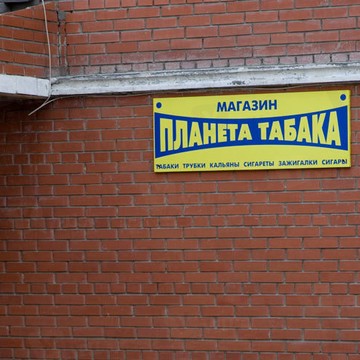 МАГАЗИН
ПЛАНЕТА ТАБАКА
ТАБАКИ ТРУБКИ КАЛЬЯНЫ СИГАРЕТЫ ЗАЖИГАЛКИ СИГАРЫ